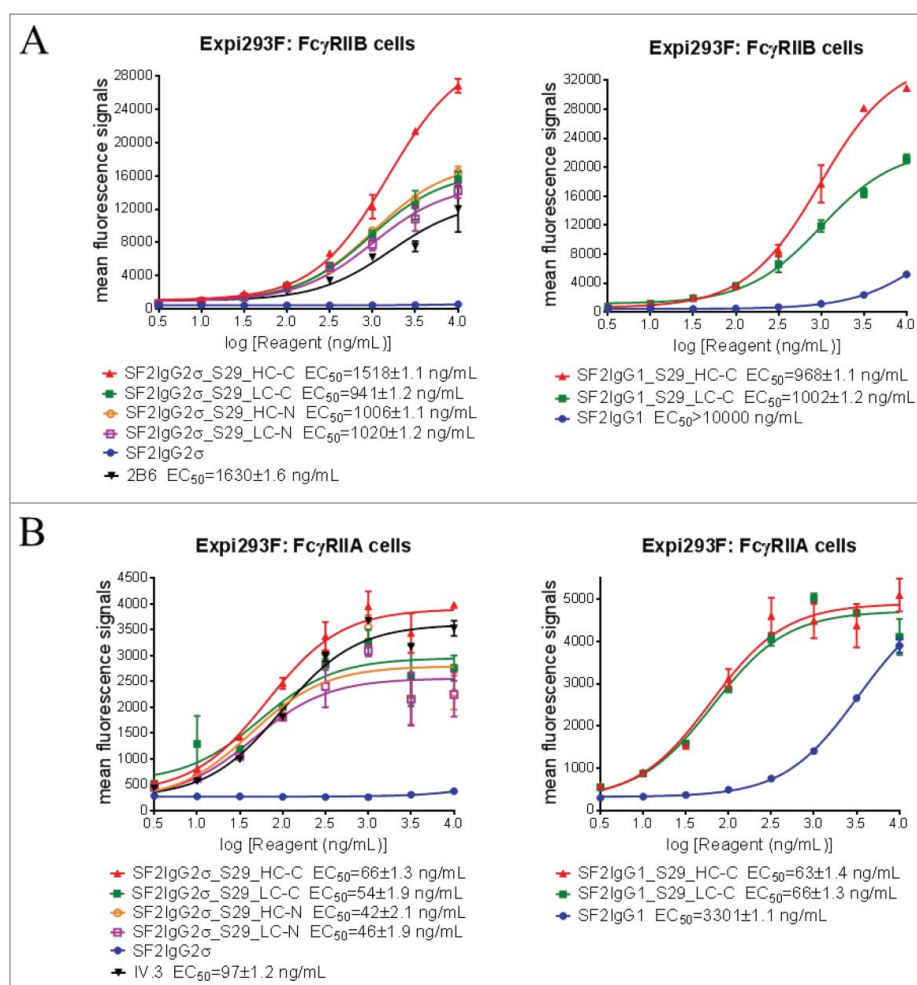 A
Expi293F: FcγRIIB cells
mean fluorescence signals
28000
24000
20000
16000
12000
8000
4000
0
0.5 1.0 1.5 2.0 2.5 3.0 3.5 4.0
log [Reagent (ng/mL)]
SF2IgG2σ_S29_HC-C EC50=1518±1.1 ng/mL
SF2IgG2σ_S29_LC-C EC50=941±1.2 ng/mL
SF2IgG2σ_S29_HC-N EC50=1006±1.1 ng/mL
SF2IgG2σ_S29_LC-N EC50=1020±1.2 ng/mL
SF2IgG2σ
2B6 EC50=1630±1.6 ng/mL
Expi293F: FcγRIIB cells
mean fluorescence signals
32000
28000
24000
20000
16000
12000
8000
4000
0
0.5 1.0 1.5 2.0 2.5 3.0 3.5 4.0
log [Reagent (ng/mL)]
SF2IgG1_S29_HC-C EC50=968±1.1 ng/mL
SF2IgG1_S29_LC-C EC50=1002±1.2 ng/mL
SF2IgG1 EC50>10000 ng/mL
B
Expi293F: FcγRIIA cells
mean fluorescence signals
4500
4000
3500
3000
2500
2000
1500
1000
500
0
0.5 1.0 1.5 2.0 2.5 3.0 3.5 4.0
log [Reagent (ng/mL)]
SF2IgG2σ_S29_HC-C EC50=66±1.3 ng/mL
SF2IgG2σ_S29_LC-C EC50=54±1.9 ng/mL
SF2IgG2σ_S29_HC-N EC50=42±2.1 ng/mL
SF2IgG2σ_S29_LC-N EC50=46±1.9 ng/mL
SF2IgG2σ
IV.3 EC50=97±1.2 ng/mL
Expi293F: FcγRIIA cells
mean fluorescence signals
5000
4000
3000
2000
1000
0
0.5 1.0 1.5 2.0 2.5 3.0 3.5 4.0
log [Reagent (ng/mL)]
SF2IgG1_S29_HC-C EC50=63±1.4 ng/mL
SF2IgG1_S29_LC-C EC50=66±1.3 ng/mL
SF2IgG1 EC50=3301±1.1 ng/mL